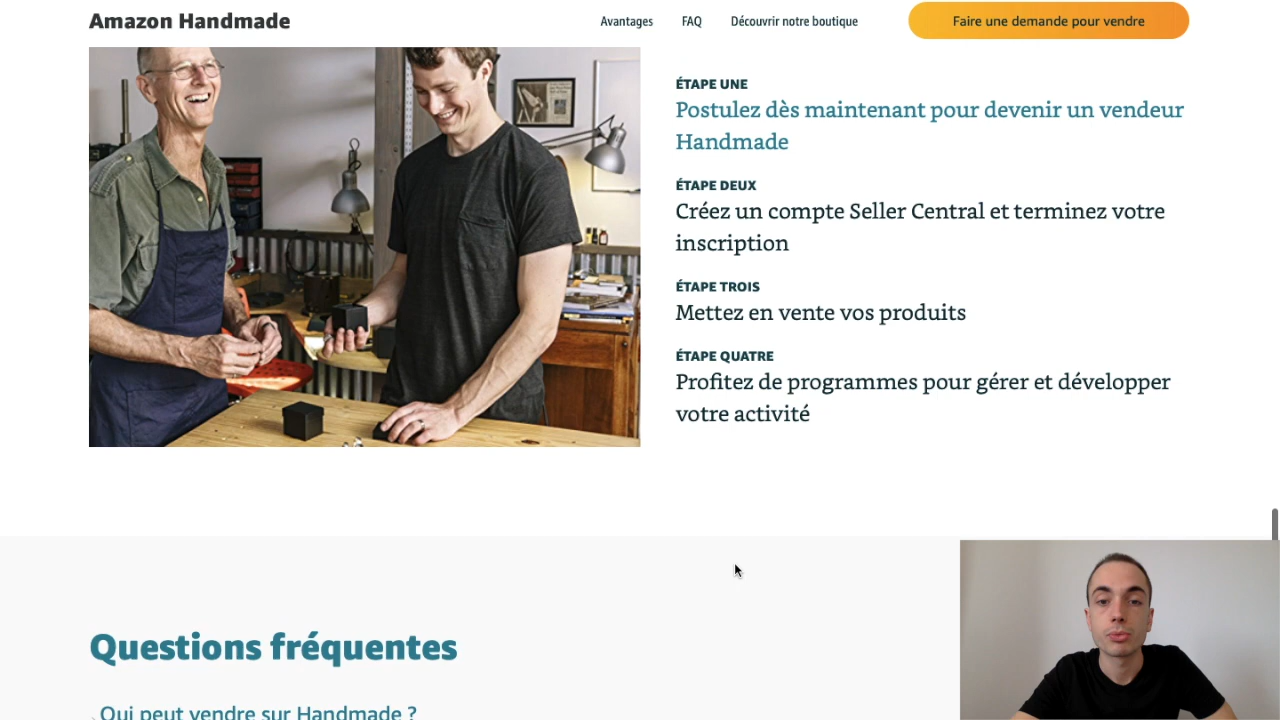 Amazon Handmade
Avantages
FAQ
Découvrir notre boutique
Faire une demande pour vendre
ÉTAPE UNE
Postulez dès maintenant pour devenir un vendeur
Handmade
ÉTAPE DEUX
Créez un compte Seller Central et terminez votre
inscription
ÉTAPE TROIS
Mettez en vente vos produits
ÉTAPE QUATRE
Profitez de programmes pour gérer et développer
votre activité
Questions fréquentes
Qui peut vendre sur Handmade ?